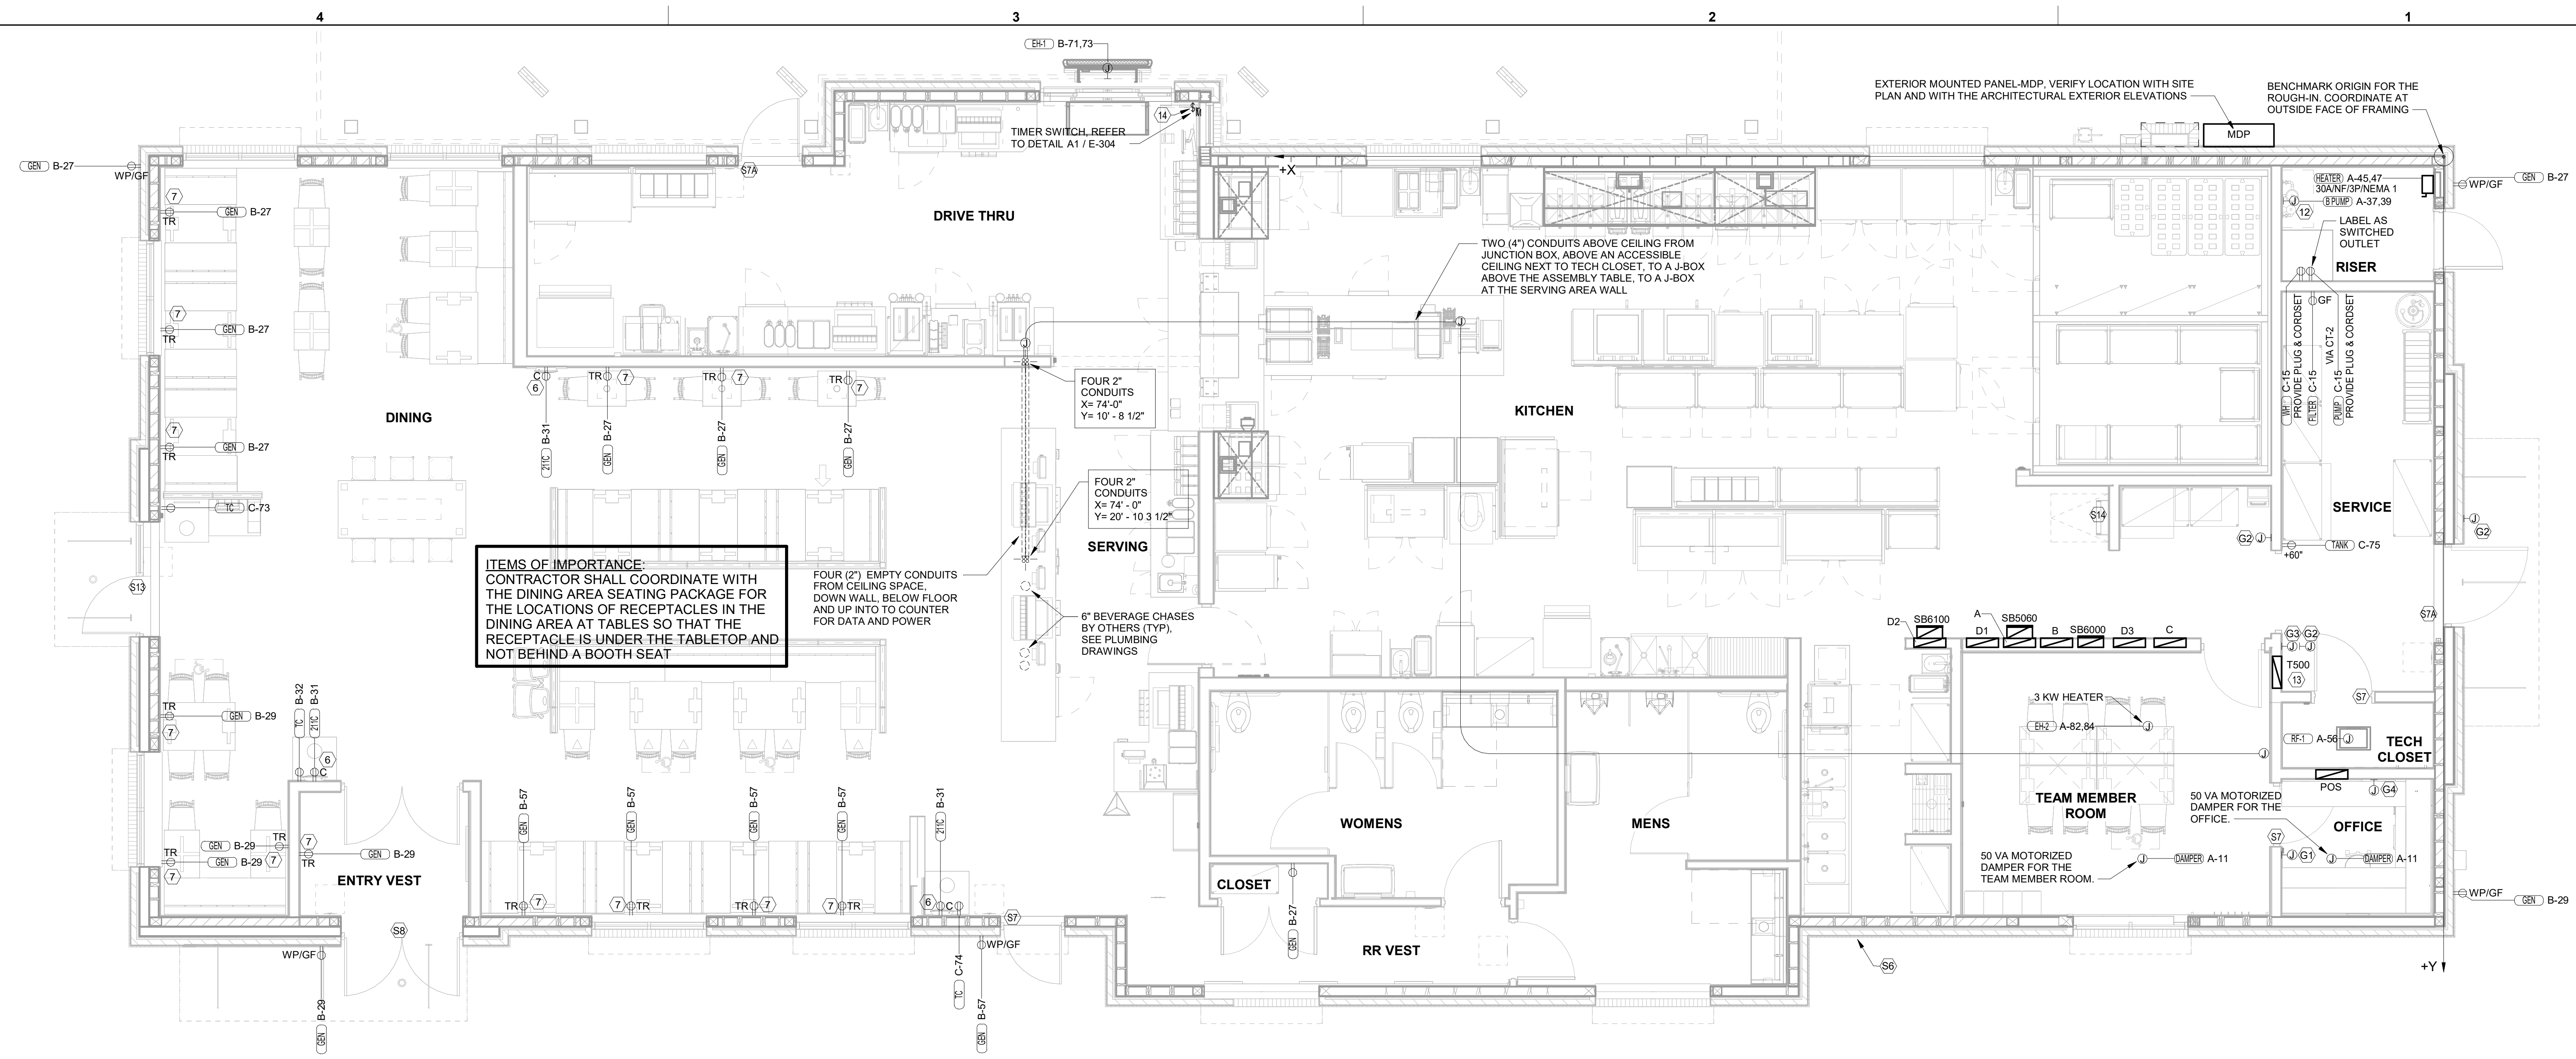 4
3
2
1
EH-1 B-71,73
J
14
$
M
TIMER SWITCH, REFER
TO DETAIL A1 / E-304
EXTERIOR MOUNTED PANEL-MDP, VERIFY LOCATION WITH SITE
PLAN AND WITH THE ARCHITECTURAL EXTERIOR ELEVATIONS
MDP
BENCHMARK ORIGIN FOR THE
ROUGH-IN. COORDINATE AT
OUTSIDE FACE OF FRAMING
GEN B-27
WP/GF
S7A
+X
7
GEN B-27
TR
7
GEN B-27
TR
7
GEN B-27
TR
TC C-73
DINING
DRIVE THRU
KITCHEN
TWO (4") CONDUITS ABOVE CEILING FROM
JUNCTION BOX, ABOVE AN ACCESSIBLE
CEILING NEXT TO TECH CLOSET, TO A J-BOX
ABOVE THE ASSEMBLY TABLE, TO A J-BOX
AT THE SERVING AREA WALL
J
J
HEATER A-45,47
30A/NF/3P/NEMA 1
J
B PUMP A-37,39
12
LABEL AS
SWITCHED
OUTLET
RISER
WP/GF
GEN B-27
GF
WH C-15
PROVIDE PLUG & CORDSET
FILTER C-15
VIA CT-2
PUMP C-15
PROVIDE PLUG & CORDSET
C
6
211C B-31
TR
7
GEN B-27
TR
7
GEN B-27
TR
7
GEN B-27
FOUR 2"
CONDUITS
X= 74'-0"
Y= 10' - 8 1/2"
FOUR 2"
CONDUITS
X= 74' - 0"
Y= 20' - 10 3 1/2"
SERVING
FOUR (2") EMPTY CONDUITS
FROM CEILING SPACE,
DOWN WALL, BELOW FLOOR
AND UP INTO TO COUNTER
FOR DATA AND POWER
6" BEVERAGE CHASES
BY OTHERS (TYP),
SEE PLUMBING
DRAWINGS
ITEMS OF IMPORTANCE:
CONTRACTOR SHALL COORDINATE WITH
THE DINING AREA SEATING PACKAGE FOR
THE LOCATIONS OF RECEPTACLES IN THE
DINING AREA AT TABLES SO THAT THE
RECEPTACLE IS UNDER THE TABLETOP AND
NOT BEHIND A BOOTH SEAT
S13
SERVICE
S14
G2 J
J
G2
TANK C-75
+60"
S7A
D2
SB6100
D1
A
SB5060
B
SB6000
D3
C
G3 G2
J J
T500
13
S7
3 KW HEATER
EH-2 A-82,84
J
RF-1 A-56 J
TECH
CLOSET
J
POS
J G4
TEAM MEMBER
ROOM
50 VA MOTORIZED
DAMPER FOR THE
OFFICE.
OFFICE
S7
J G1
J DAMPER A-11
50 VA MOTORIZED
DAMPER FOR THE
TEAM MEMBER ROOM.
J DAMPER A-11
WP/GF
GEN B-29
+Y
S6
TR
GEN B-29
7
TC B-32
211C B-31
6
C
TR
GEN B-29
TR
GEN B-29
7
7
7
TR
GEN B-29
ENTRY VEST
S8
WP/GF
GEN B-29
GEN B-57
TR
7
GEN B-57
7
TR
GEN B-57
TR
7
GEN B-57
7
TR
211C B-31
6
C
TC C-74
S7
WP/GF
GEN B-57
WOMENS
MENS
CLOSET
GEN B-27
RR VEST